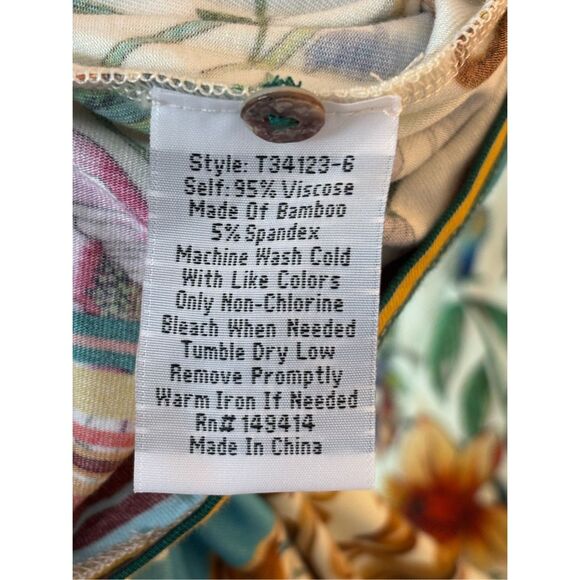 Style: T34123-6
Self: 95% Viscose
Made Of Bamboo
5% Spandex
Machine Wash Cold
With Like Colors
Only Non-Chlorine
Bleach When Needed
Tumble Dry Low
Remove Promptly
Warm Iron If Needed
Rn# 149414
Made In China